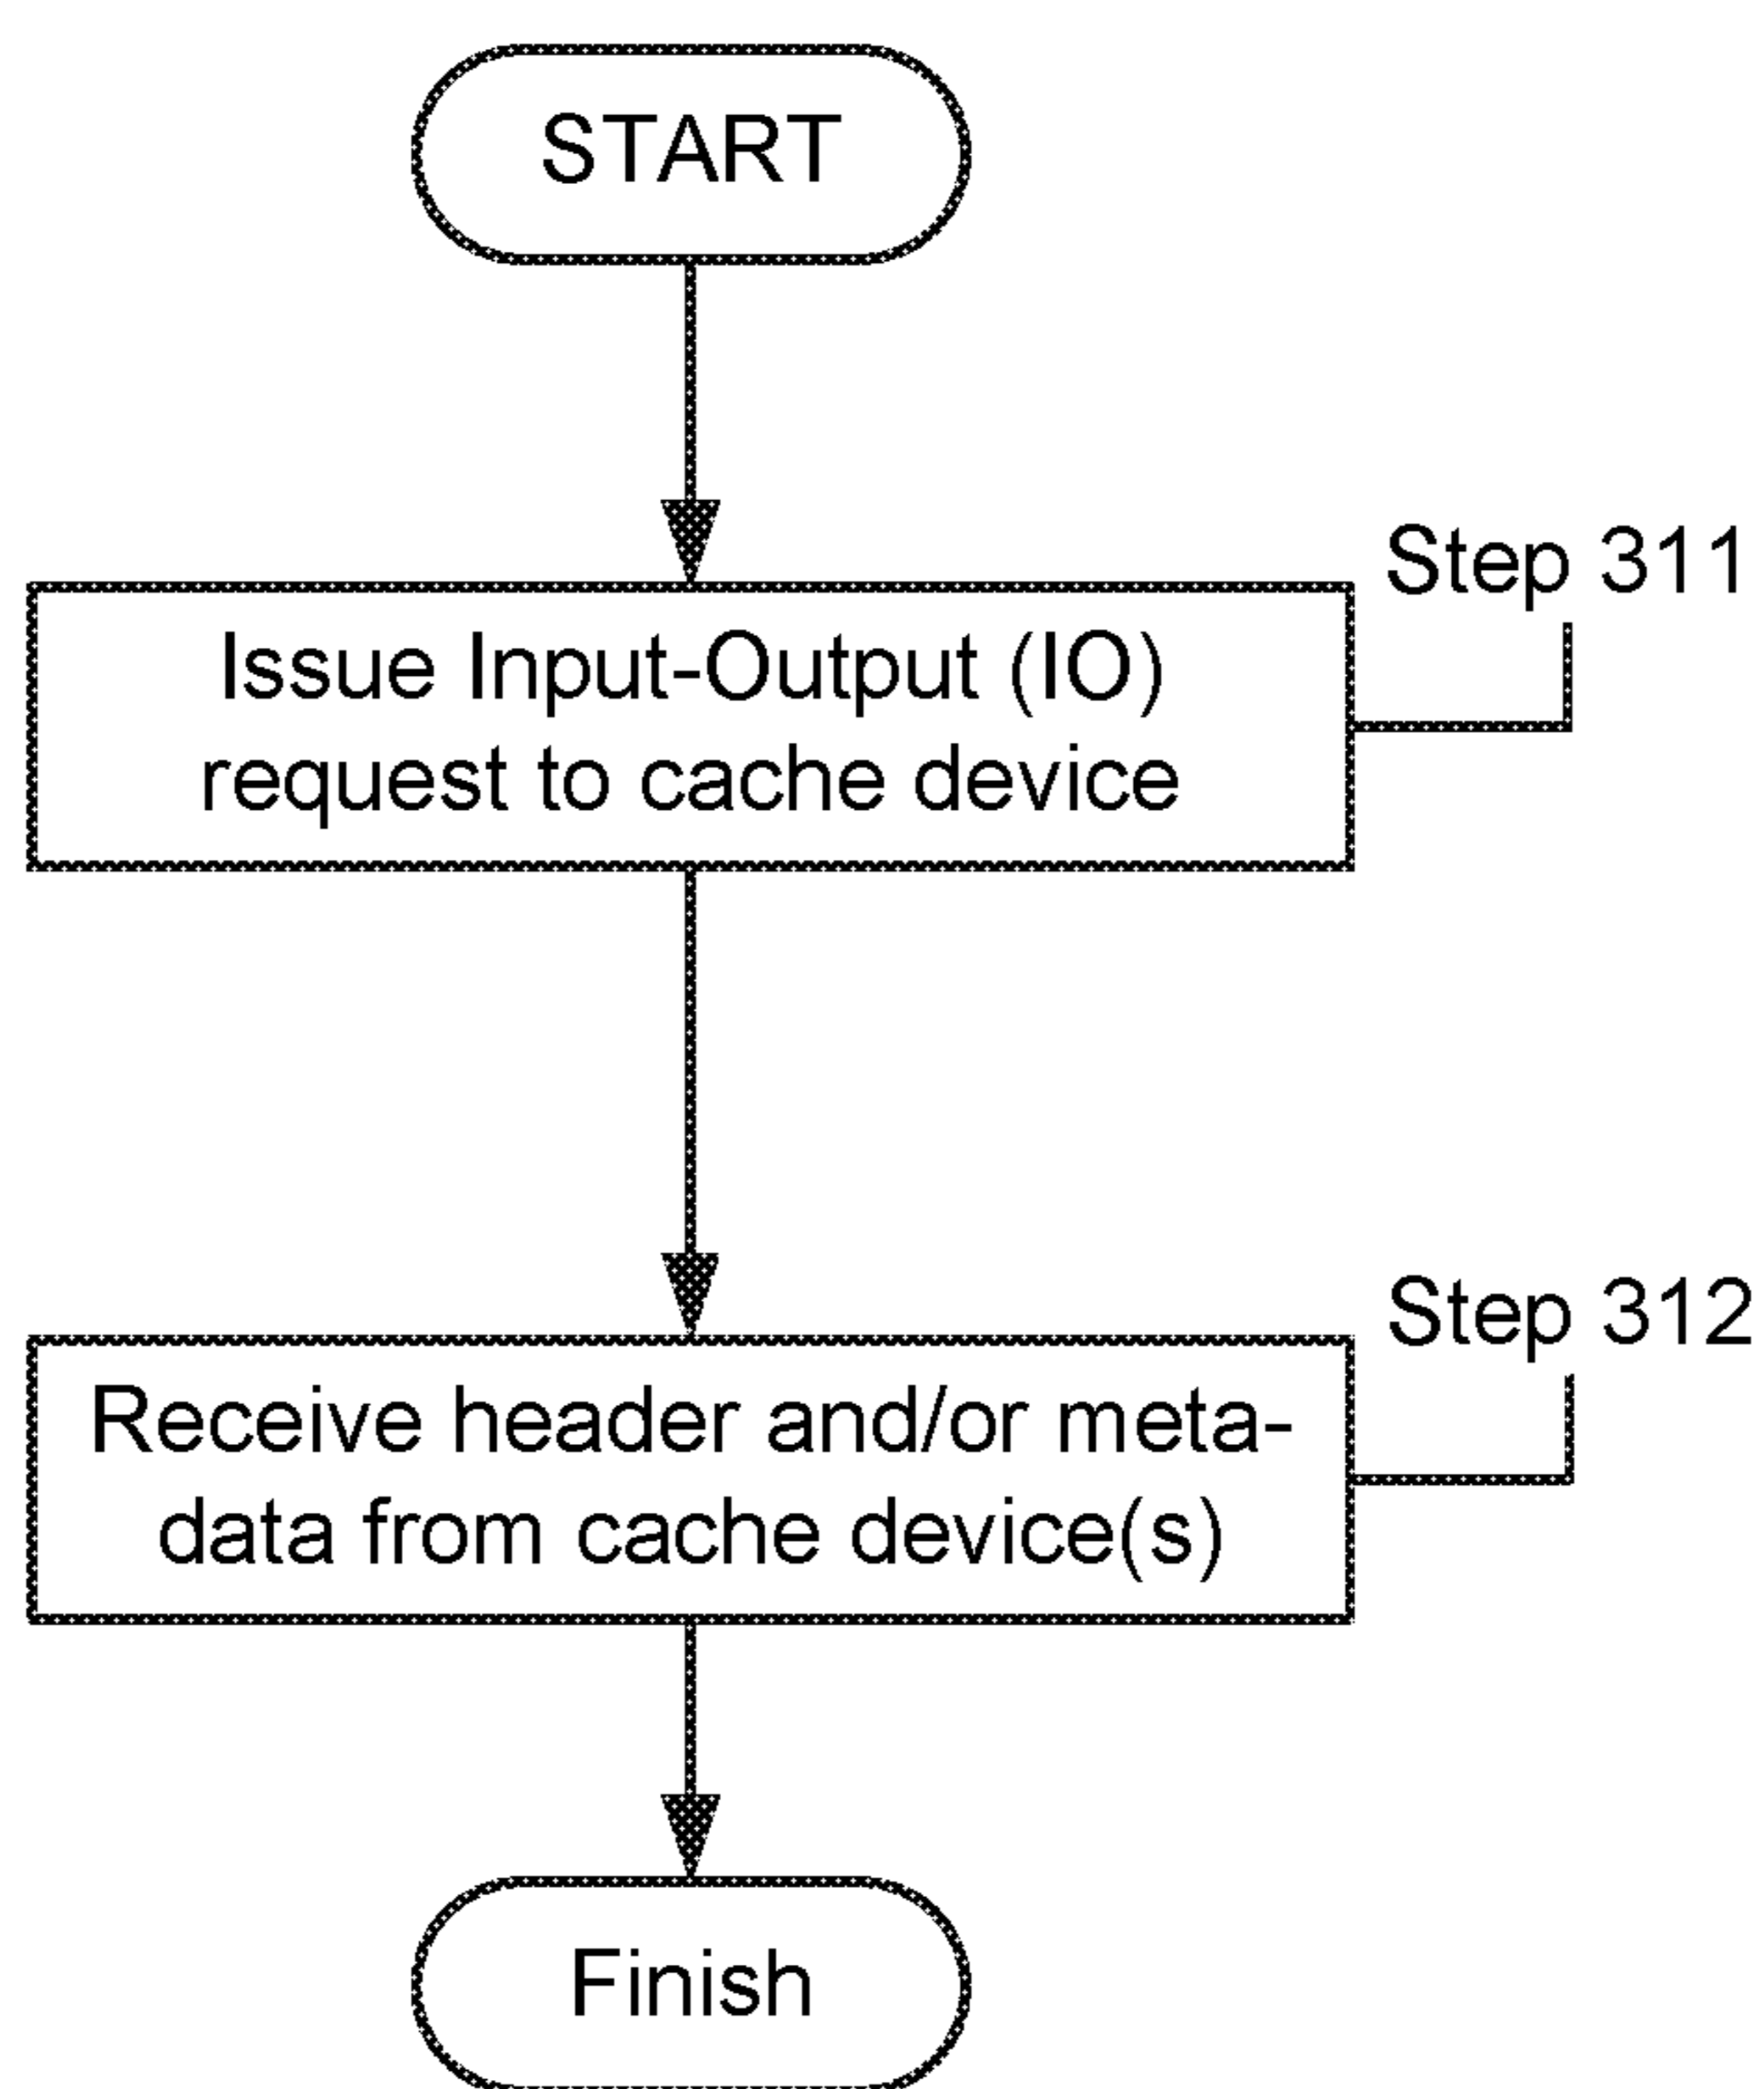 START
Step 311
Issue Input-Output (IO)
request to cache device
Step 312
Receive header and/or meta-
data from cache device(s)
Finish